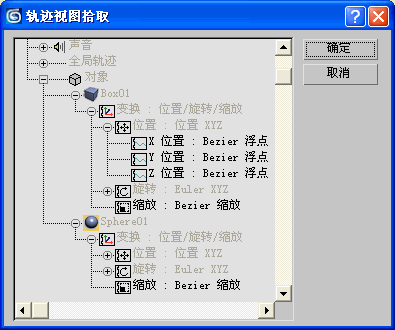 轨迹视图拾取
声音
全局轨迹
对象
Box01
变换 : 位置/旋转/缩放
位置 : 位置 XYZ
X 位置 : Bezier 浮点
Y 位置 : Bezier 浮点
Z 位置 : Bezier 浮点
旋转 : Euler XYZ
缩放 : Bezier 缩放
Sphere01
变换 : 位置/旋转/缩放
位置 : 位置 XYZ
旋转 : Euler XYZ
缩放 : Bezier 缩放
确定
取消